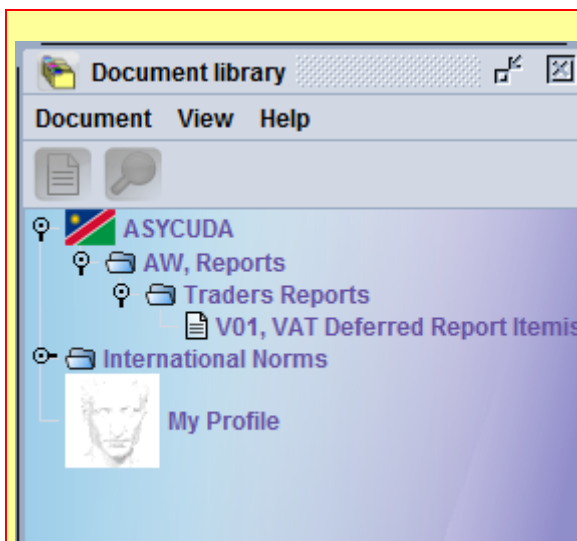 Document library
Document View Help
ASYCUDA
AW, Reports
Traders Reports
V01, VAT Deferred Report Itemis
International Norms
My Profile